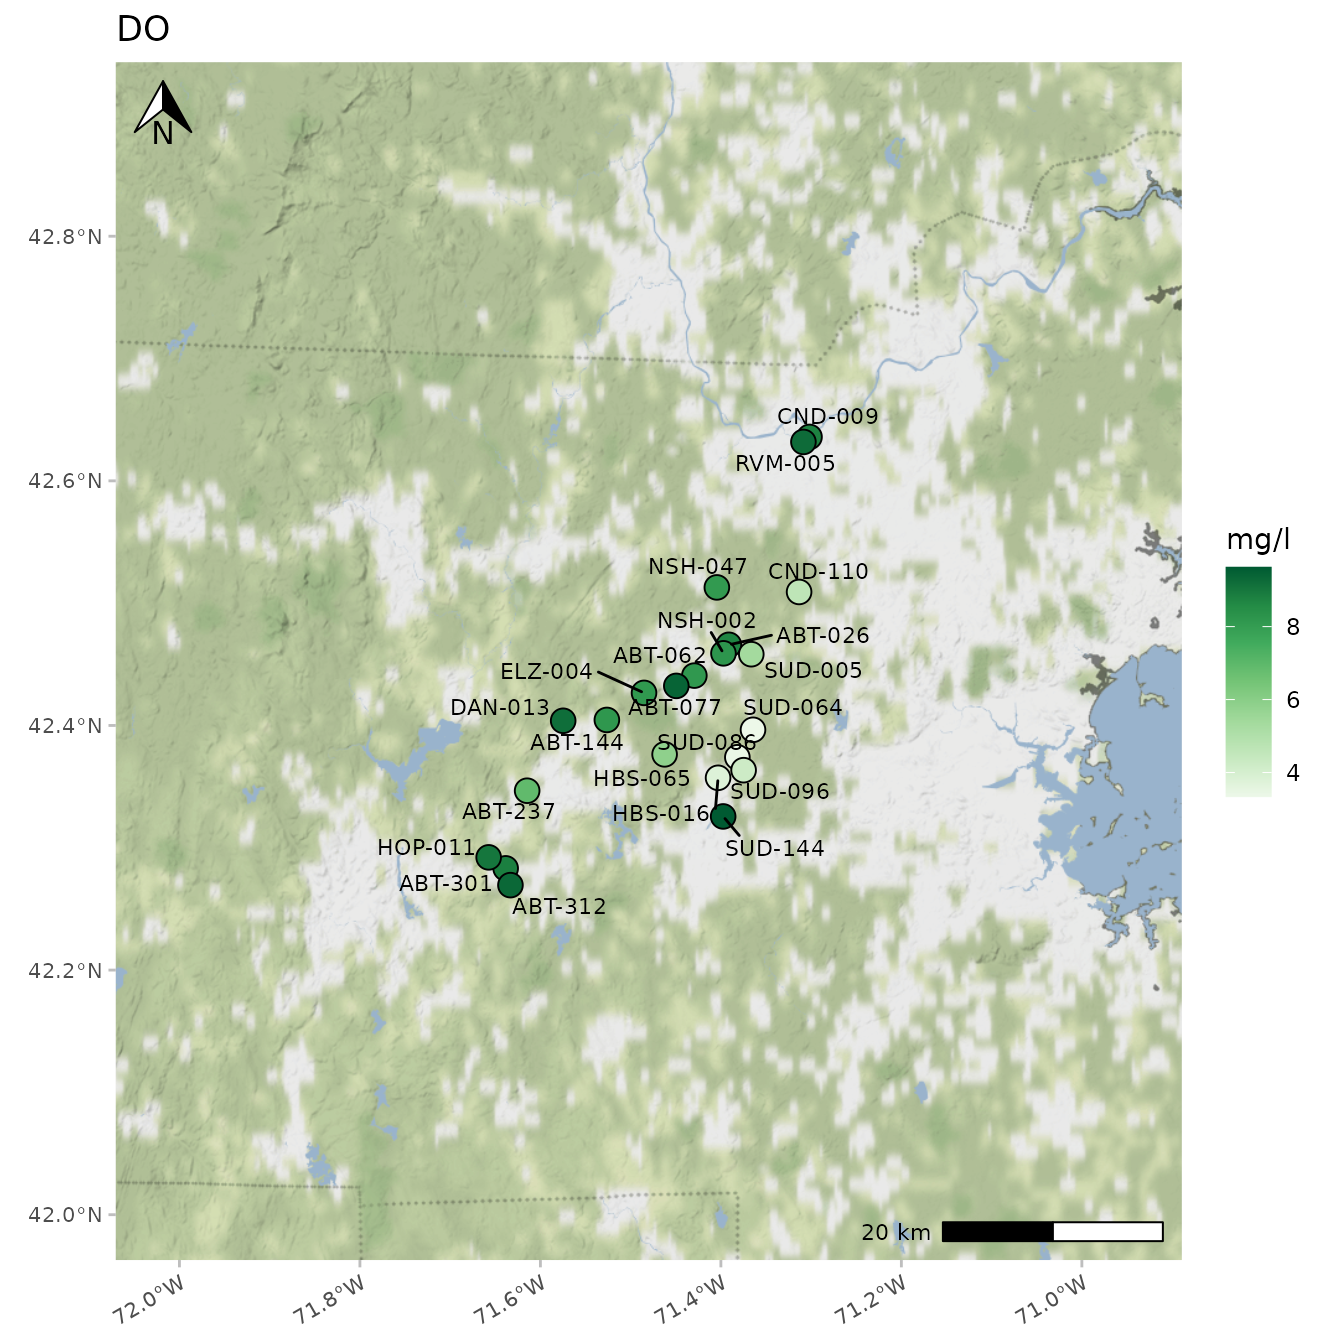 DO
N
42.8°N
42.6°N
42.4°N
42.2°N
42.0°N
CND-009
RVM-005
NSH-047
CND-110
NSH-002
ABT-026
ABT-062
ELZ-004
SUD-005
DAN-013
ABT-077
SUD-064
ABT-144
SUD-086
HBS-065
SUD-096
ABT-237
HBS-016
SUD-144
HOP-011
ABT-301
ABT-312
20 km
72.0°W
71.8°W
71.6°W
71.4°W
71.2°W
71.0°W
mg/l
8
6
4